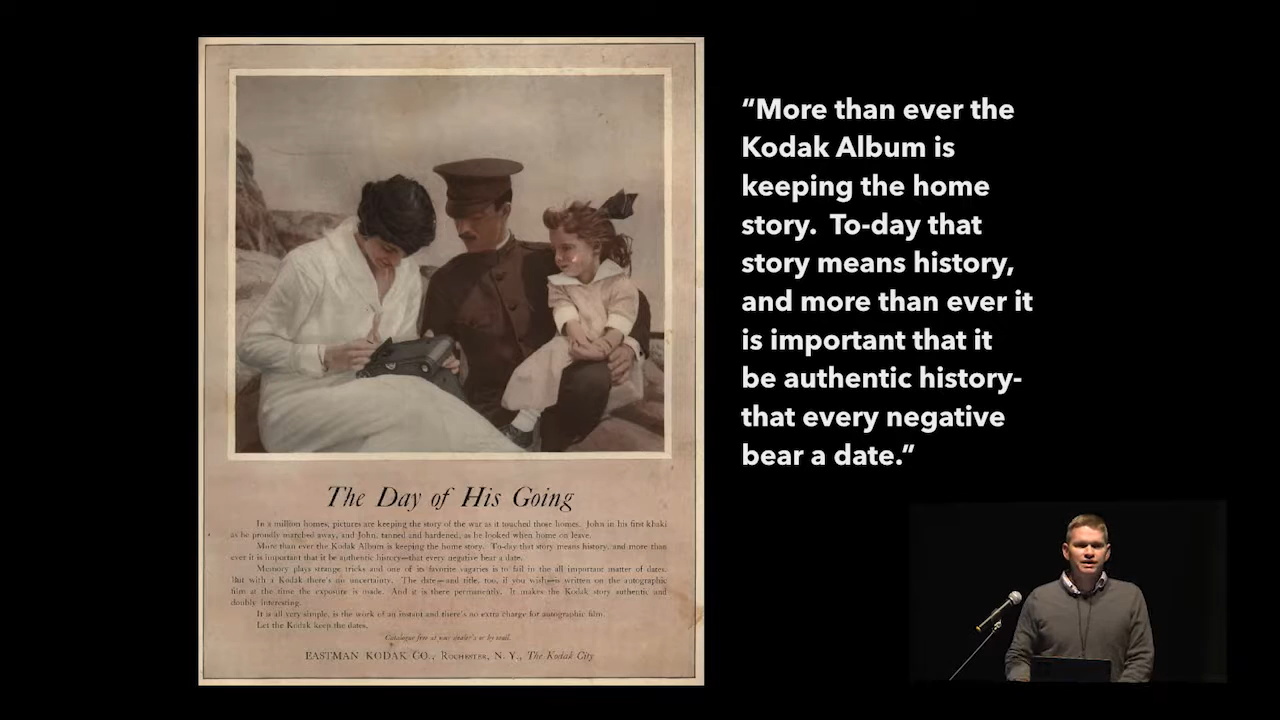 The Day of His Going
In a million homes, pictures are keeping the story of the war as it touched those homes. John in his first khaki
as he proudly marched away, and John, tanned and hardened, as he looked when home on leave.
More than ever the Kodak Album is keeping the home story. To-day that story means history, and more than
ever it is important that it be authentic history—that every negative bear a date.
Memory plays strange tricks and one of its favorite vagaries is to fail in the all important matter of dates.
But with a Kodak there's no uncertainty. The date—and title, too, if you wish—is written on the autographic
film at the time the exposure is made. And it is there permanently. It makes the Kodak story authentic and
doubly interesting.
It is all very simple, is the work of an instant and there's no extra charge for autographic film.
Let the Kodak keep the dates.
Catalogue free at your dealer's or by mail.
EASTMAN KODAK CO., ROCHESTER, N. Y., The Kodak City
“More than ever the
Kodak Album is
keeping the home
story. To-day that
story means history,
and more than ever it
is important that it
be authentic history-
that every negative
bear a date.”